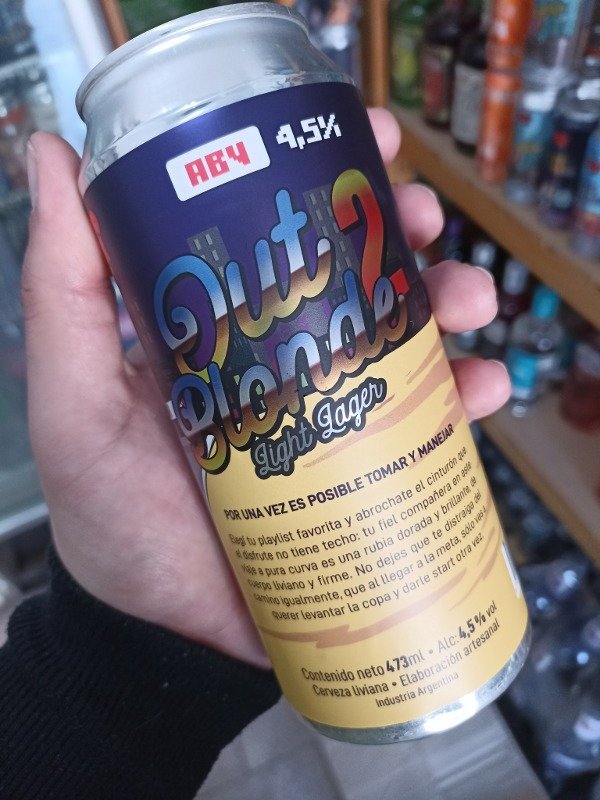 ABV 4,5%
Out 2
Blonde
Light Lager
POR UNA VEZ ES POSIBLE TOMAR Y MANEJAR
Elegí tu playlist favorita y abrochate el cinturón que
el disfrute no tiene techo: tu fiel compañera en este
viaje a pura curva es una rubia dorada y brillante, de
cuerpo liviano y firme. No dejes que te distraiga del
camino igualmente, que al llegar a la meta, sólo vas a
querer levantar la copa y darle start otra vez.
Contenido neto 473ml • Alc. 4,5% vol
Cerveza liviana • Elaboración artesanal
Industria Argentina